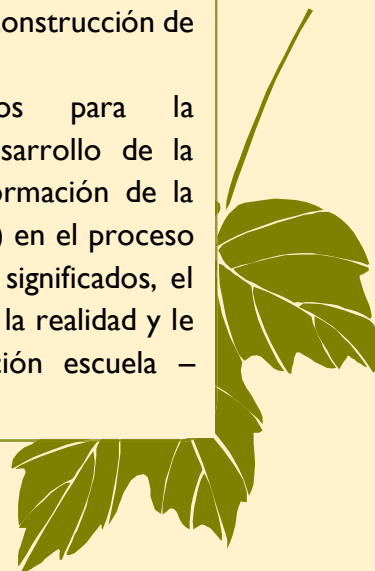 onstrucción de
os para la
sarrollo de la
ormación de la
) en el proceso
significados, el
la realidad y le
ción escuela –